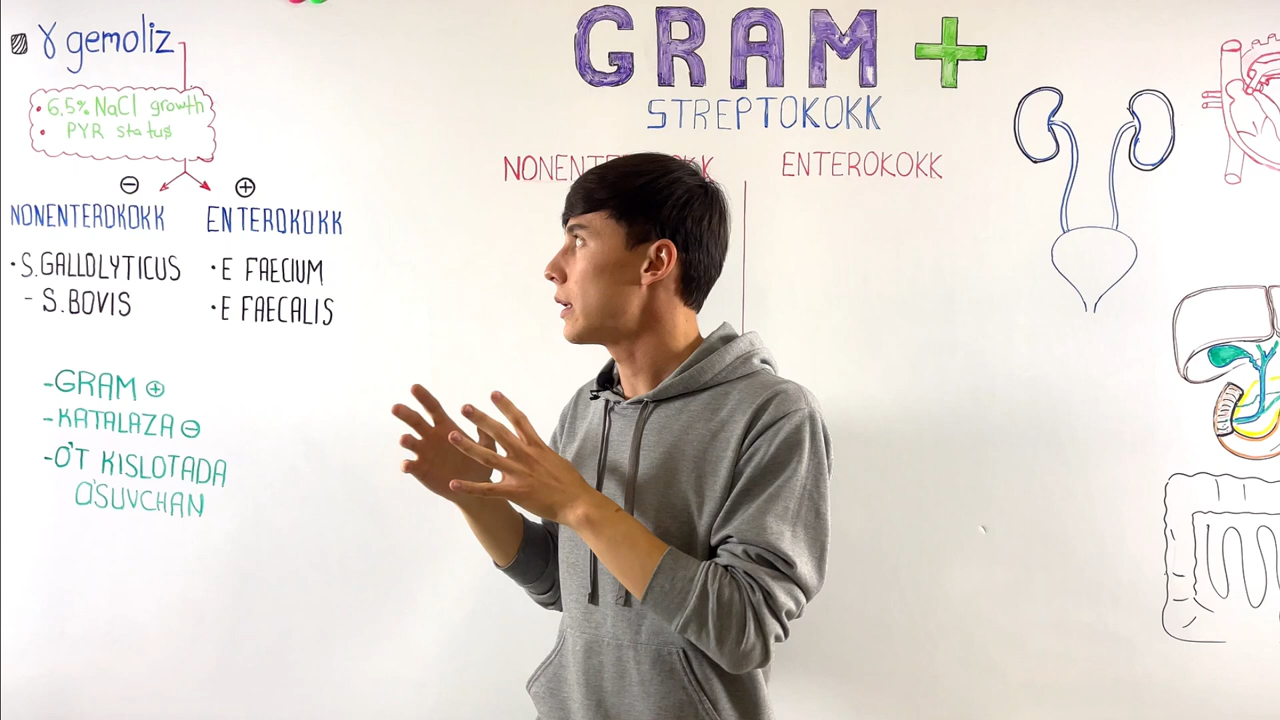 γ gemoliz
• 6,5% NaCl growth
• PYR status
⊖ ⊕
NONENTEROKOKK
• S.GALLOLYTICUS
- S.BOVIS
ENTEROKOKK
• E FAECIUM
• E FAECALIS
-GRAM ⊕
-KATALAZA ⊖
-O'T KISLOTADA
O'SUVCHAN
GRAM +
STREPTOKOKK
ENTEROKOKK